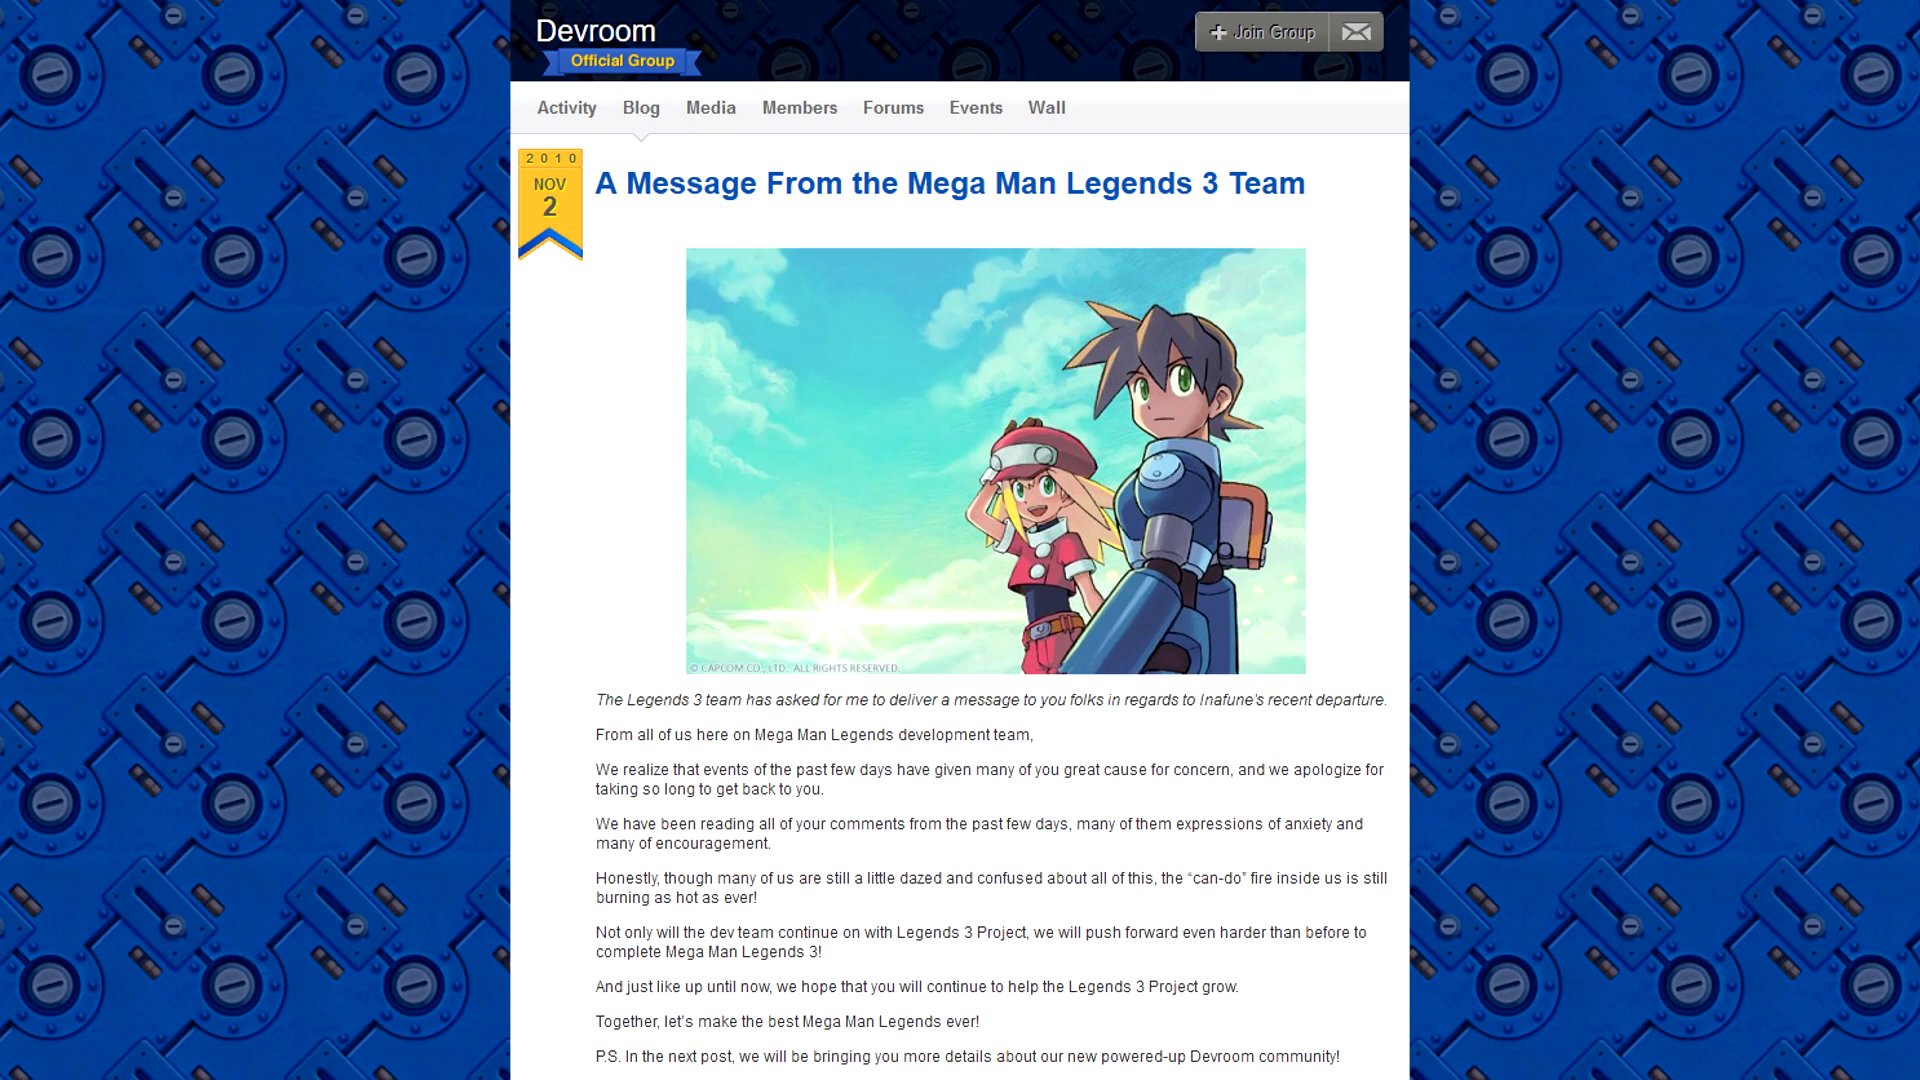 Devroom
Official Group
Join Group
Activity Blog Media Members Forums Events Wall
2010
NOV
2
A Message From the Mega Man Legends 3 Team
© CAPCOM CO., LTD. ALL RIGHTS RESERVED.
The Legends 3 team has asked for me to deliver a message to you folks in regards to Inafune's recent departure.
From all of us here on Mega Man Legends development team,
We realize that events of the past few days have given many of you great cause for concern, and we apologize for
taking so long to get back to you.
We have been reading all of your comments from the past few days, many of them expressions of anxiety and
many of encouragement.
Honestly, though many of us are still a little dazed and confused about all of this, the “can-do” fire inside us is still
burning as hot as ever!
Not only will the dev team continue on with Legends 3 Project, we will push forward even harder than before to
complete Mega Man Legends 3!
And just like up until now, we hope that you will continue to help the Legends 3 Project grow.
Together, let’s make the best Mega Man Legends ever!
P.S. In the next post, we will be bringing you more details about our new powered-up Devroom community!